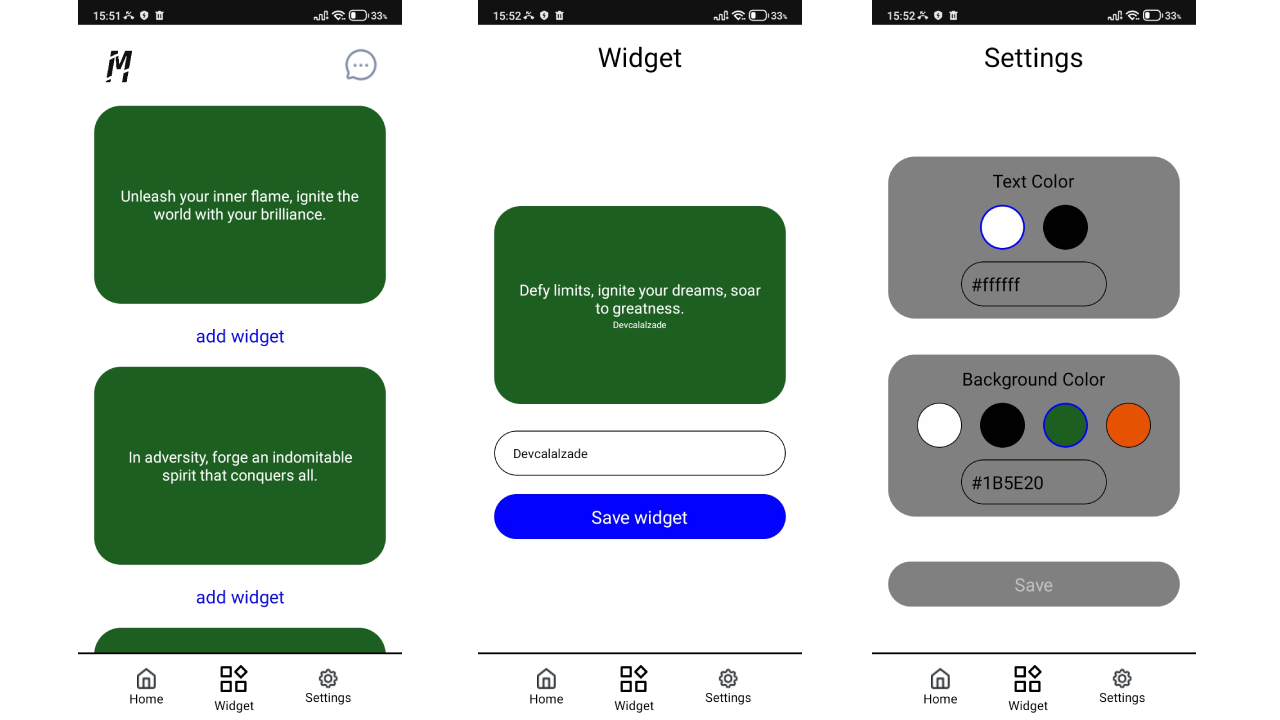 15:51
33%
M
Unleash your inner flame, ignite the
world with your brilliance.
add widget
In adversity, forge an indomitable
spirit that conquers all.
add widget
Home
Widget
Settings
15:52
33%
Widget
Defy limits, ignite your dreams, soar
to greatness.
Devcalalzade
Devcalalzade
Save widget
Home
Widget
Settings
15:52
33%
Settings
Text Color
#ffffff
Background Color
#1B5E20
Save
Home
Widget
Settings